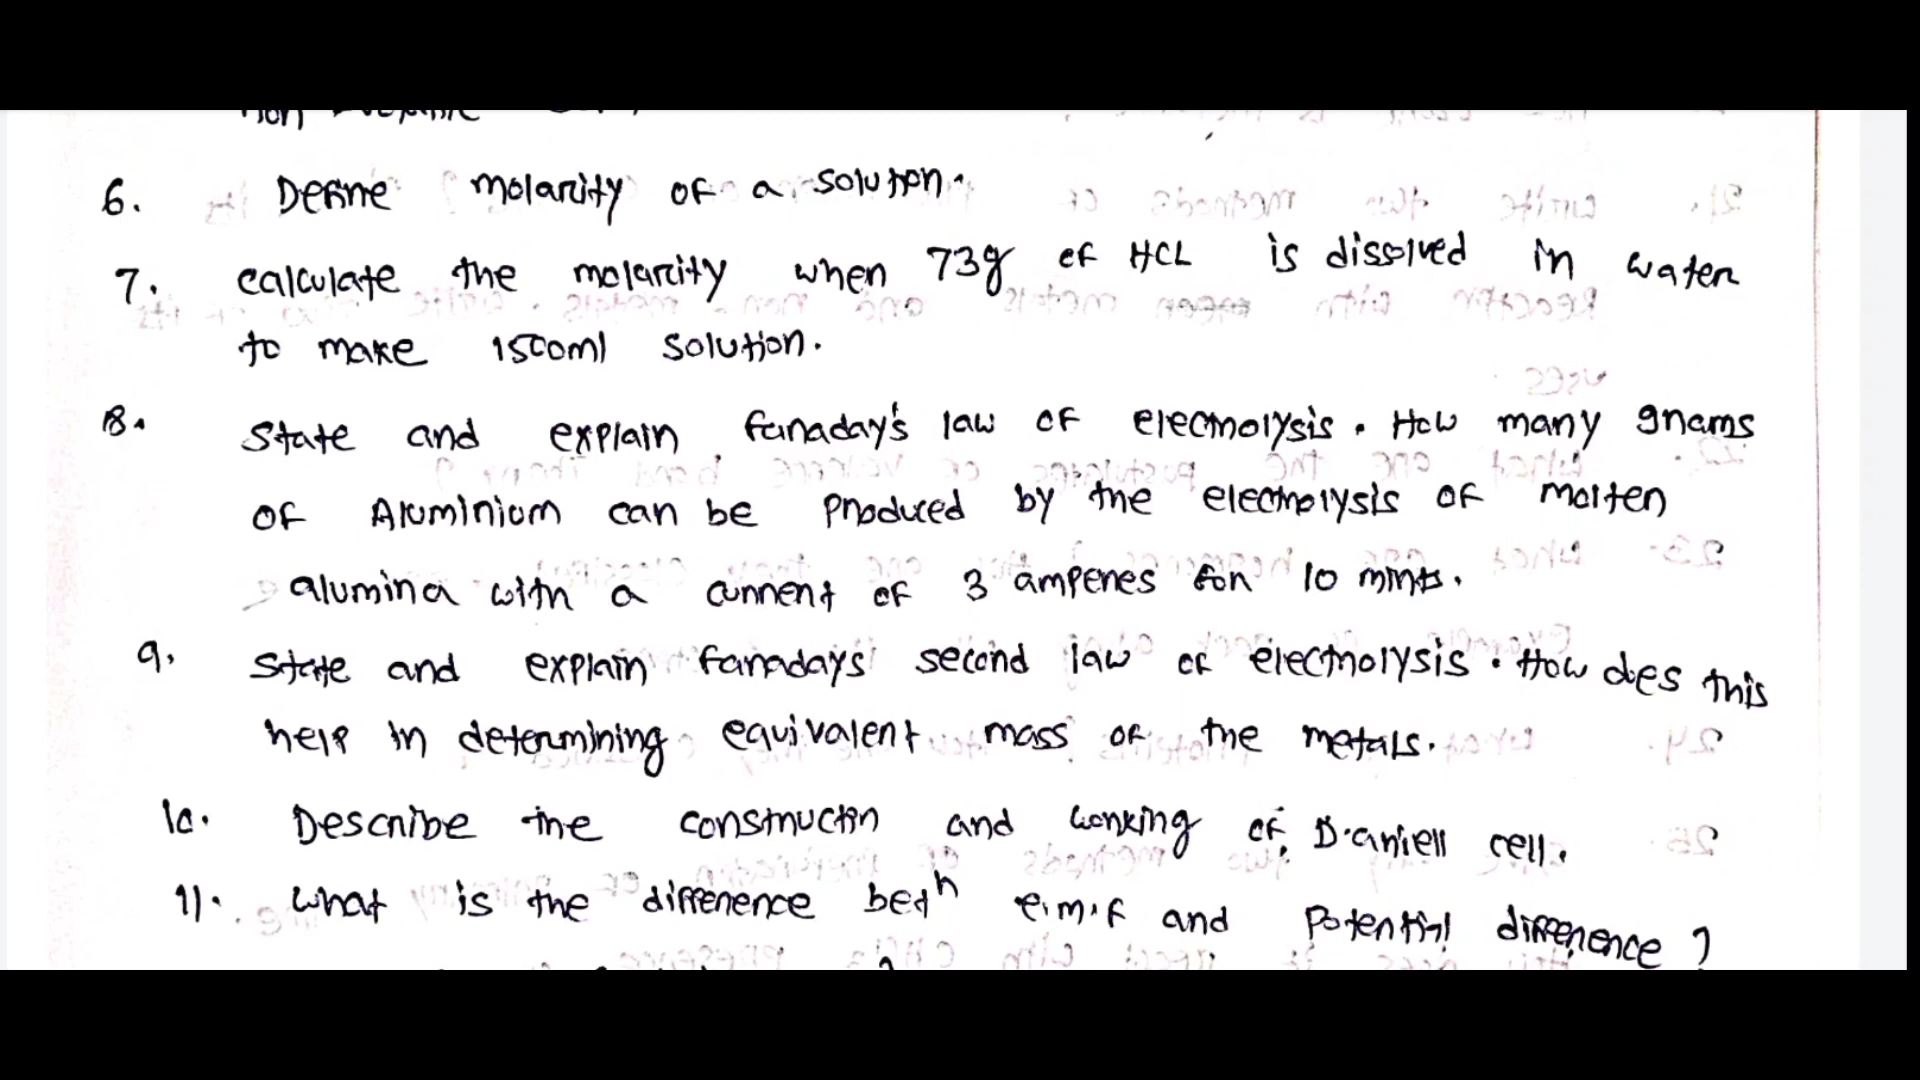 6. Define molarity of a solution.
7. calculate the molarity when 73g of HCL is dissolved in water
to make 1500ml solution.
8. State and explain faraday's law of electrolysis. How many grams
of Aluminium can be produced by the electrolysis of molten
alumina with a current of 3 amperes for 10 mints.
9. State and explain faradays second law of electrolysis. How does this
help in determining equivalent mass of the metals.
10. Describe the construction and working of Daniell cell.
11. what is the difference betn e.m.f and potential difference?